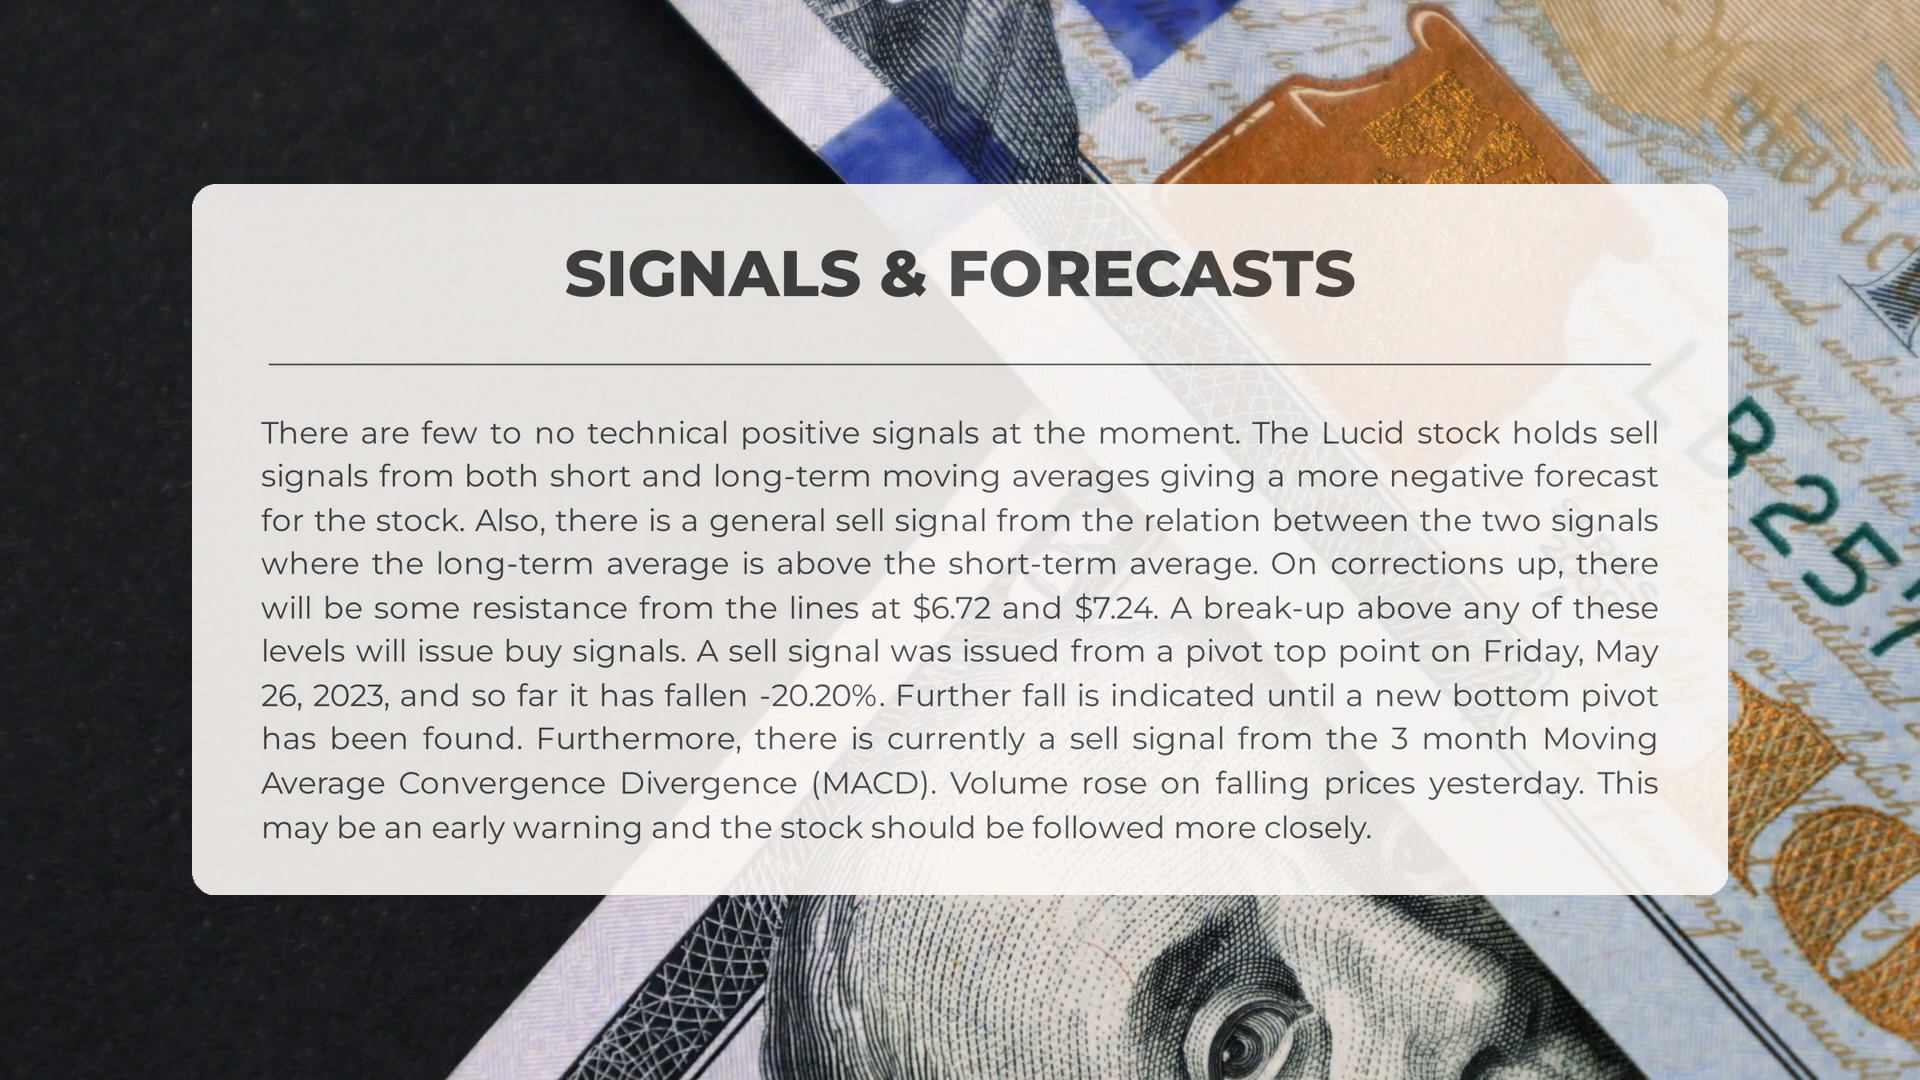 SIGNALS & FORECASTS
There are few to no technical positive signals at the moment. The Lucid stock holds sell
signals from both short and long-term moving averages giving a more negative forecast
for the stock. Also, there is a general sell signal from the relation between the two signals
where the long-term average is above the short-term average. On corrections up, there
will be some resistance from the lines at $6.72 and $7.24. A break-up above any of these
levels will issue buy signals. A sell signal was issued from a pivot top point on Friday, May
26, 2023, and so far it has fallen -20.20%. Further fall is indicated until a new bottom pivot
has been found. Furthermore, there is currently a sell signal from the 3 month Moving
Average Convergence Divergence (MACD). Volume rose on falling prices yesterday. This
may be an early warning and the stock should be followed more closely.
LB25